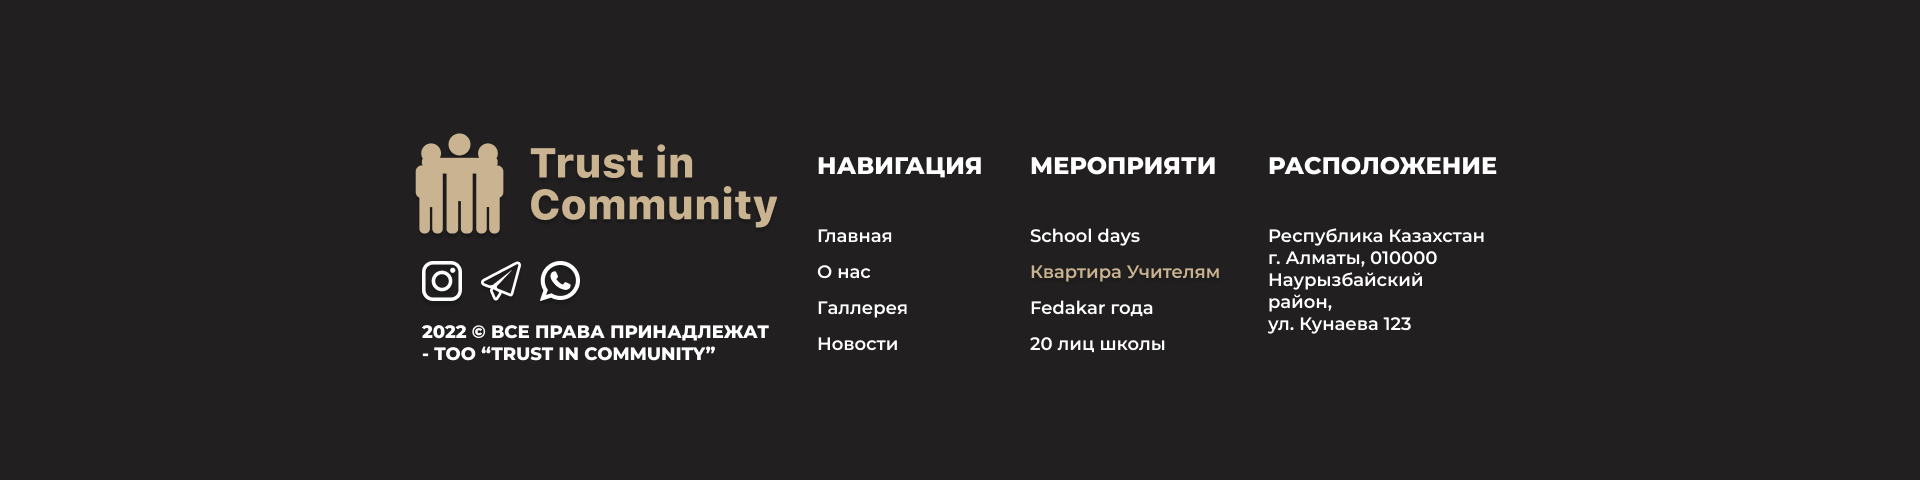 Trust in
Community
2022 © ВСЕ ПРАВА ПРИНАДЛЕЖАТ
- ТОО “TRUST IN COMMUNITY”
НАВИГАЦИЯ
Главная
О нас
Галлерея
Новости
МЕРОПРИЯТИ
School days
Квартира Учителям
Fedakar года
20 лиц школы
РАСПОЛОЖЕНИЕ
Республика Казахстан
г. Алматы, 010000
Наурызбайский
район,
ул. Кунаева 123